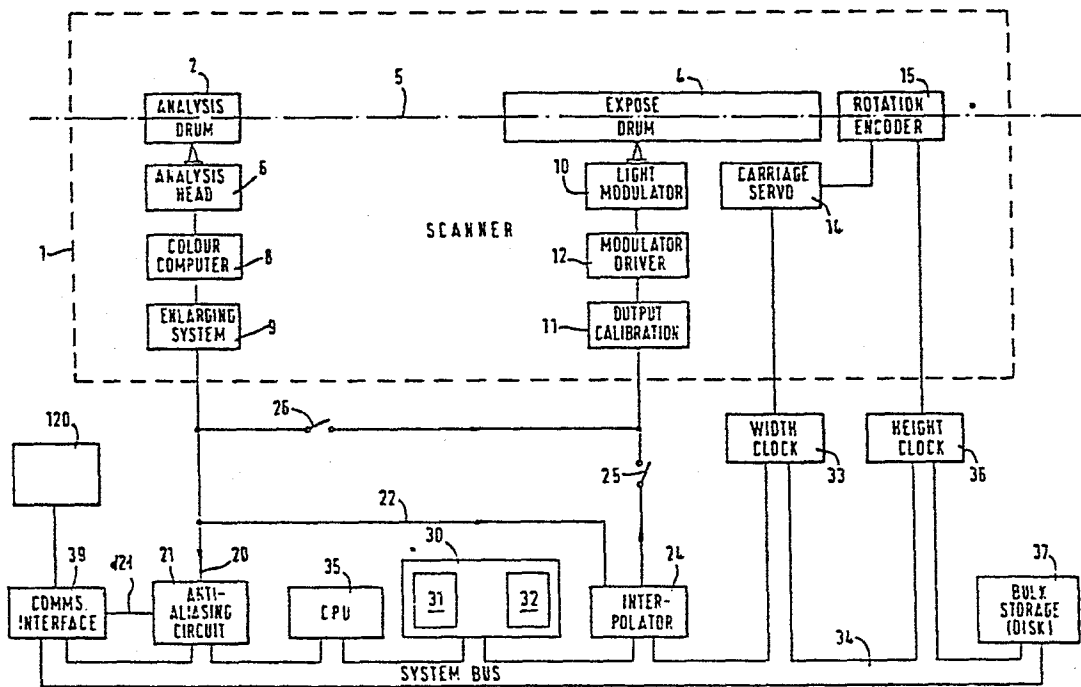 2
5
4
15
ANALYSIS
DRUM
EXPOSE
DRUM
ROTATION
ENCODER
ANALYSIS
HEAD
6
10
LIGHT
MODULATOR
CARRIAGE
SERVO
14
SCANNER
1
COLOUR
COMPUTER
8
12
MODULATOR
DRIVER
ENLARGING
SYSTEM
9
11
OUTPUT
CALIBRATION
26
120
WIDTH
CLOCK
33
HEIGHT
CLOCK
36
25
22
30
39
121
21
20
35
24
37
COMMS.
INTERFACE
ANTI-
ALIASING
CIRCUIT
CPU
31
32
INTER-
POLATOR
BULK
STORAGE
(DISK)
34
SYSTEM BUS